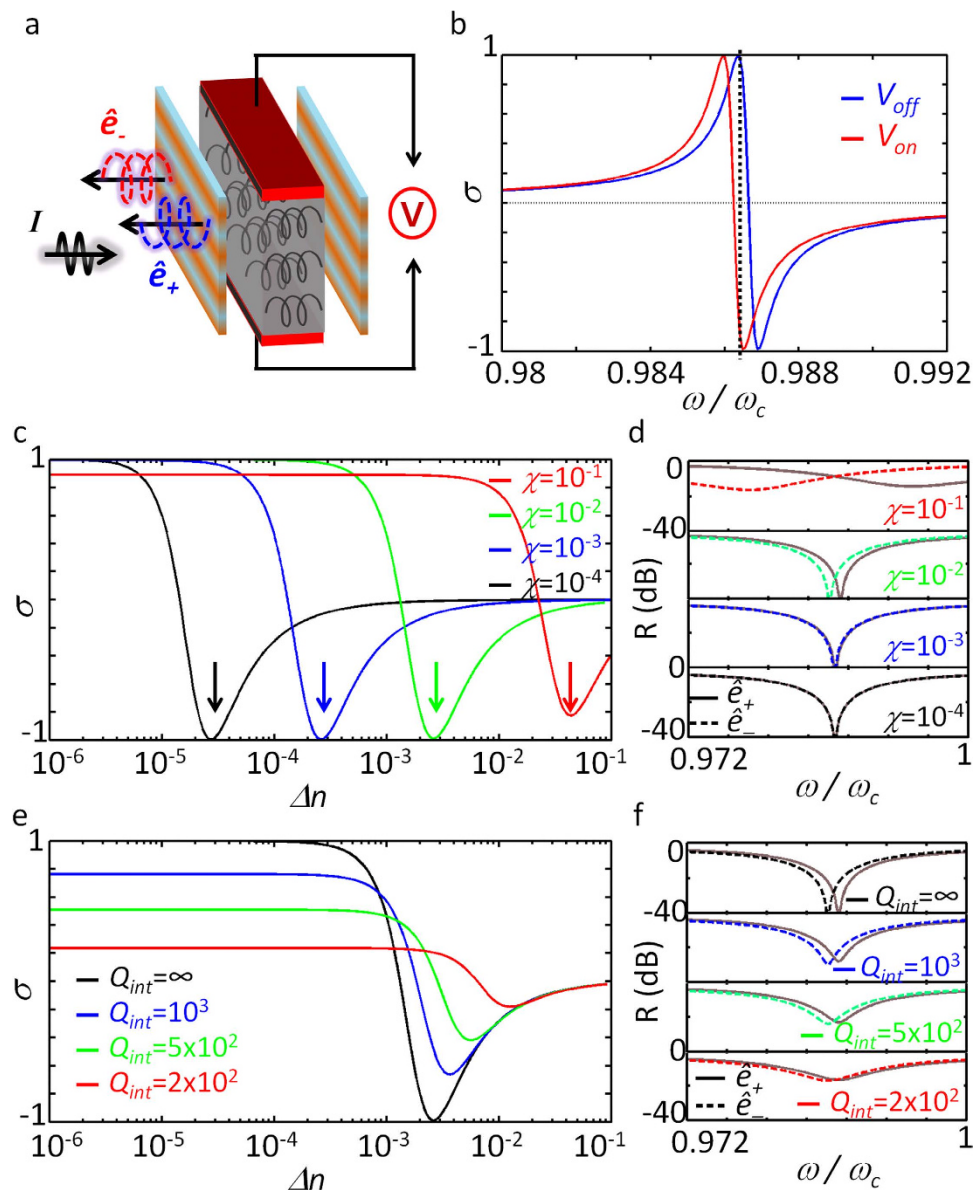 a
ê₋
I
ê₊
V
b
1
σ
-1
V_off
V_on
0.98 0.984 0.988 0.992
ω / ω_c
c
1
σ
-1
χ=10⁻¹
χ=10⁻²
χ=10⁻³
χ=10⁻⁴
10⁻⁶ 10⁻⁵ 10⁻⁴ 10⁻³ 10⁻² 10⁻¹
Δn
d
0
-40
R (dB)
0
-40
χ=10⁻¹
χ=10⁻²
χ=10⁻³
χ=10⁻⁴
ê₊
ê₋
0.972 1
ω / ω_c
e
1
σ
-1
Q_int=∞
Q_int=10³
Q_int=5x10²
Q_int=2x10²
10⁻⁶ 10⁻⁵ 10⁻⁴ 10⁻³ 10⁻² 10⁻¹
Δn
f
0
-40
R (dB)
0
-40
Q_int=∞
Q_int=10³
Q_int=5x10²
Q_int=2x10²
ê₊
ê₋
0.972 1
ω / ω_c